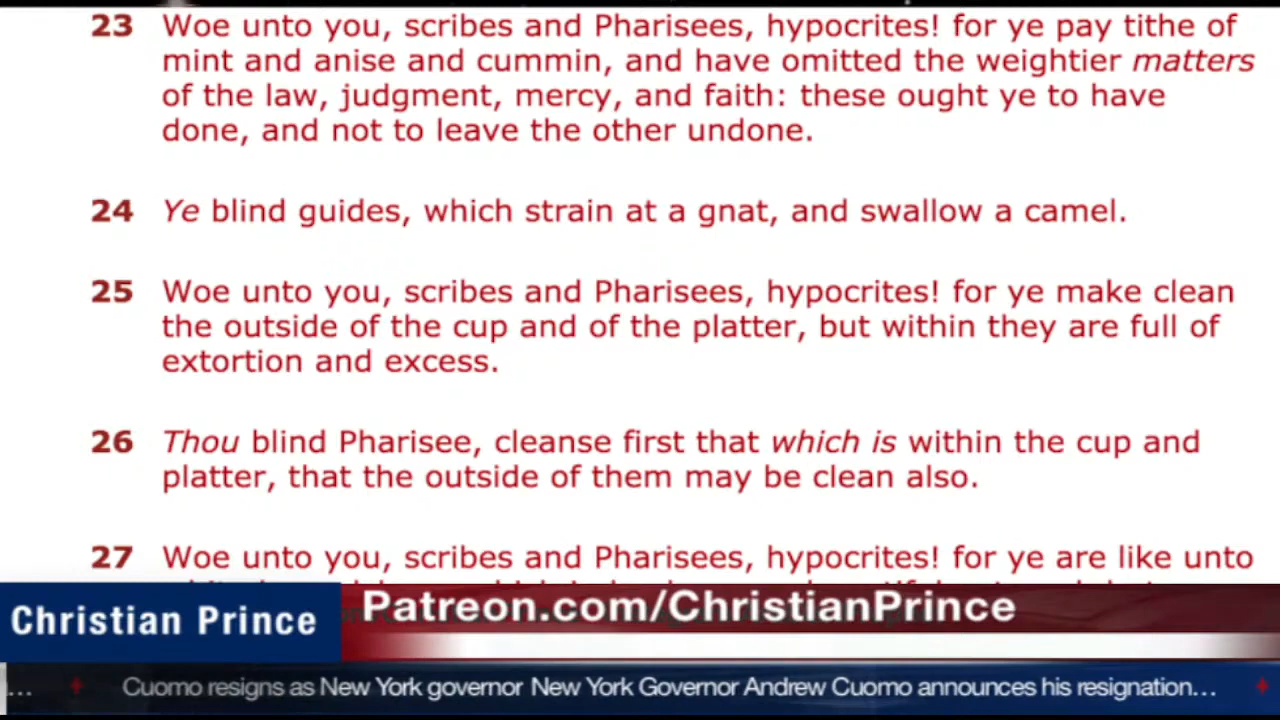 23 Woe unto you, scribes and Pharisees, hypocrites! for ye pay tithe of
mint and anise and cummin, and have omitted the weightier matters
of the law, judgment, mercy, and faith: these ought ye to have
done, and not to leave the other undone.
24 Ye blind guides, which strain at a gnat, and swallow a camel.
25 Woe unto you, scribes and Pharisees, hypocrites! for ye make clean
the outside of the cup and of the platter, but within they are full of
extortion and excess.
26 Thou blind Pharisee, cleanse first that which is within the cup and
platter, that the outside of them may be clean also.
27 Woe unto you, scribes and Pharisees, hypocrites! for ye are like unto
Christian Prince
Patreon.com/ChristianPrince
... Cuomo resigns as New York governor New York Governor Andrew Cuomo announces his resignation...